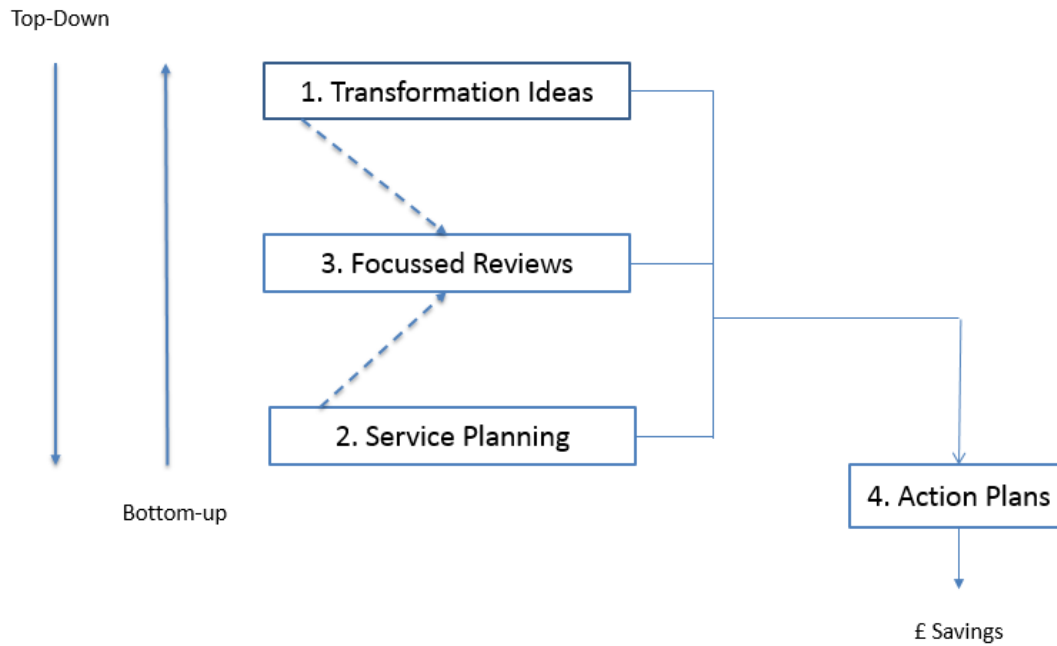 Top-Down
1. Transformation Ideas
3. Focussed Reviews
2. Service Planning
Bottom-up
4. Action Plans
£ Savings